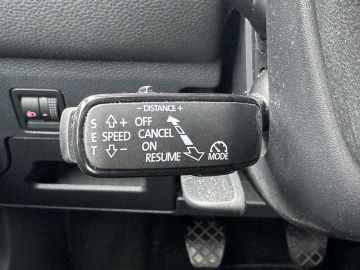 − DISTANCE +
S E T
SPEED + −
OFF
CANCEL
ON
RESUME
MODE